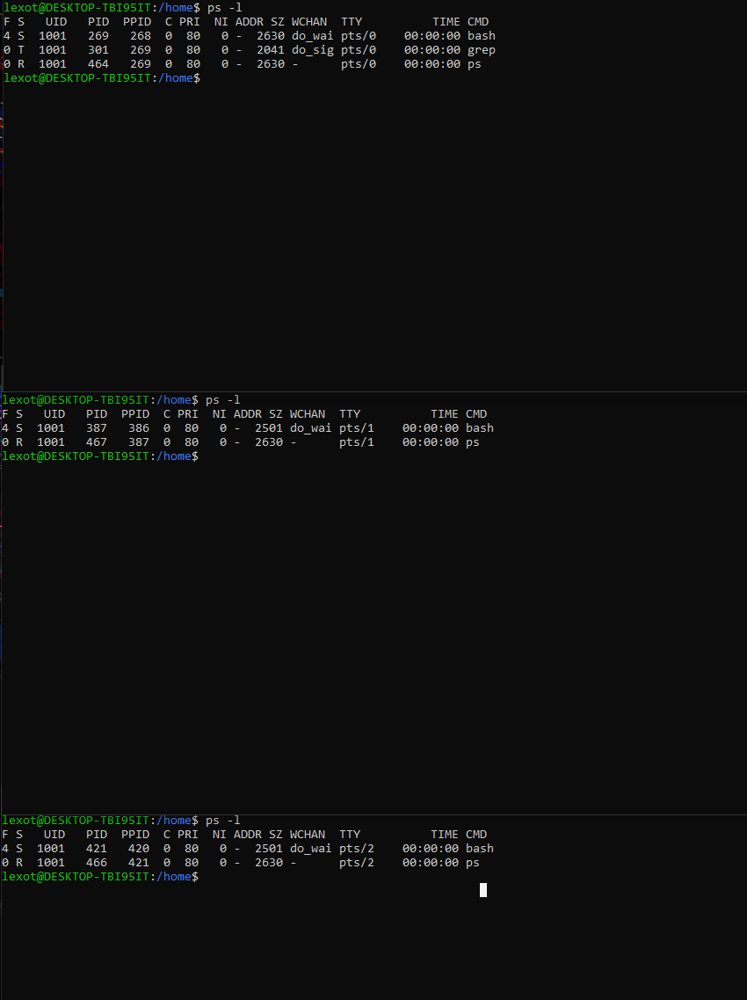 lexot@DESKTOP-TBI95IT:/home$ ps -l
F S   UID   PID  PPID  C PRI  NI ADDR SZ WCHAN  TTY          TIME CMD
4 S  1001   269   268  0  80   0 -  2630 do_wai pts/0    00:00:00 bash
0 T  1001   301   269  0  80   0 -  2041 do_sig pts/0    00:00:00 grep
0 R  1001   464   269  0  80   0 -  2630 -      pts/0    00:00:00 ps
lexot@DESKTOP-TBI95IT:/home$
lexot@DESKTOP-TBI95IT:/home$ ps -l
F S   UID   PID  PPID  C PRI  NI ADDR SZ WCHAN  TTY          TIME CMD
4 S  1001   387   386  0  80   0 -  2501 do_wai pts/1    00:00:00 bash
0 R  1001   467   387  0  80   0 -  2630 -      pts/1    00:00:00 ps
lexot@DESKTOP-TBI95IT:/home$
lexot@DESKTOP-TBI95IT:/home$ ps -l
F S   UID   PID  PPID  C PRI  NI ADDR SZ WCHAN  TTY          TIME CMD
4 S  1001   421   420  0  80   0 -  2501 do_wai pts/2    00:00:00 bash
0 R  1001   466   421  0  80   0 -  2630 -      pts/2    00:00:00 ps
lexot@DESKTOP-TBI95IT:/home$